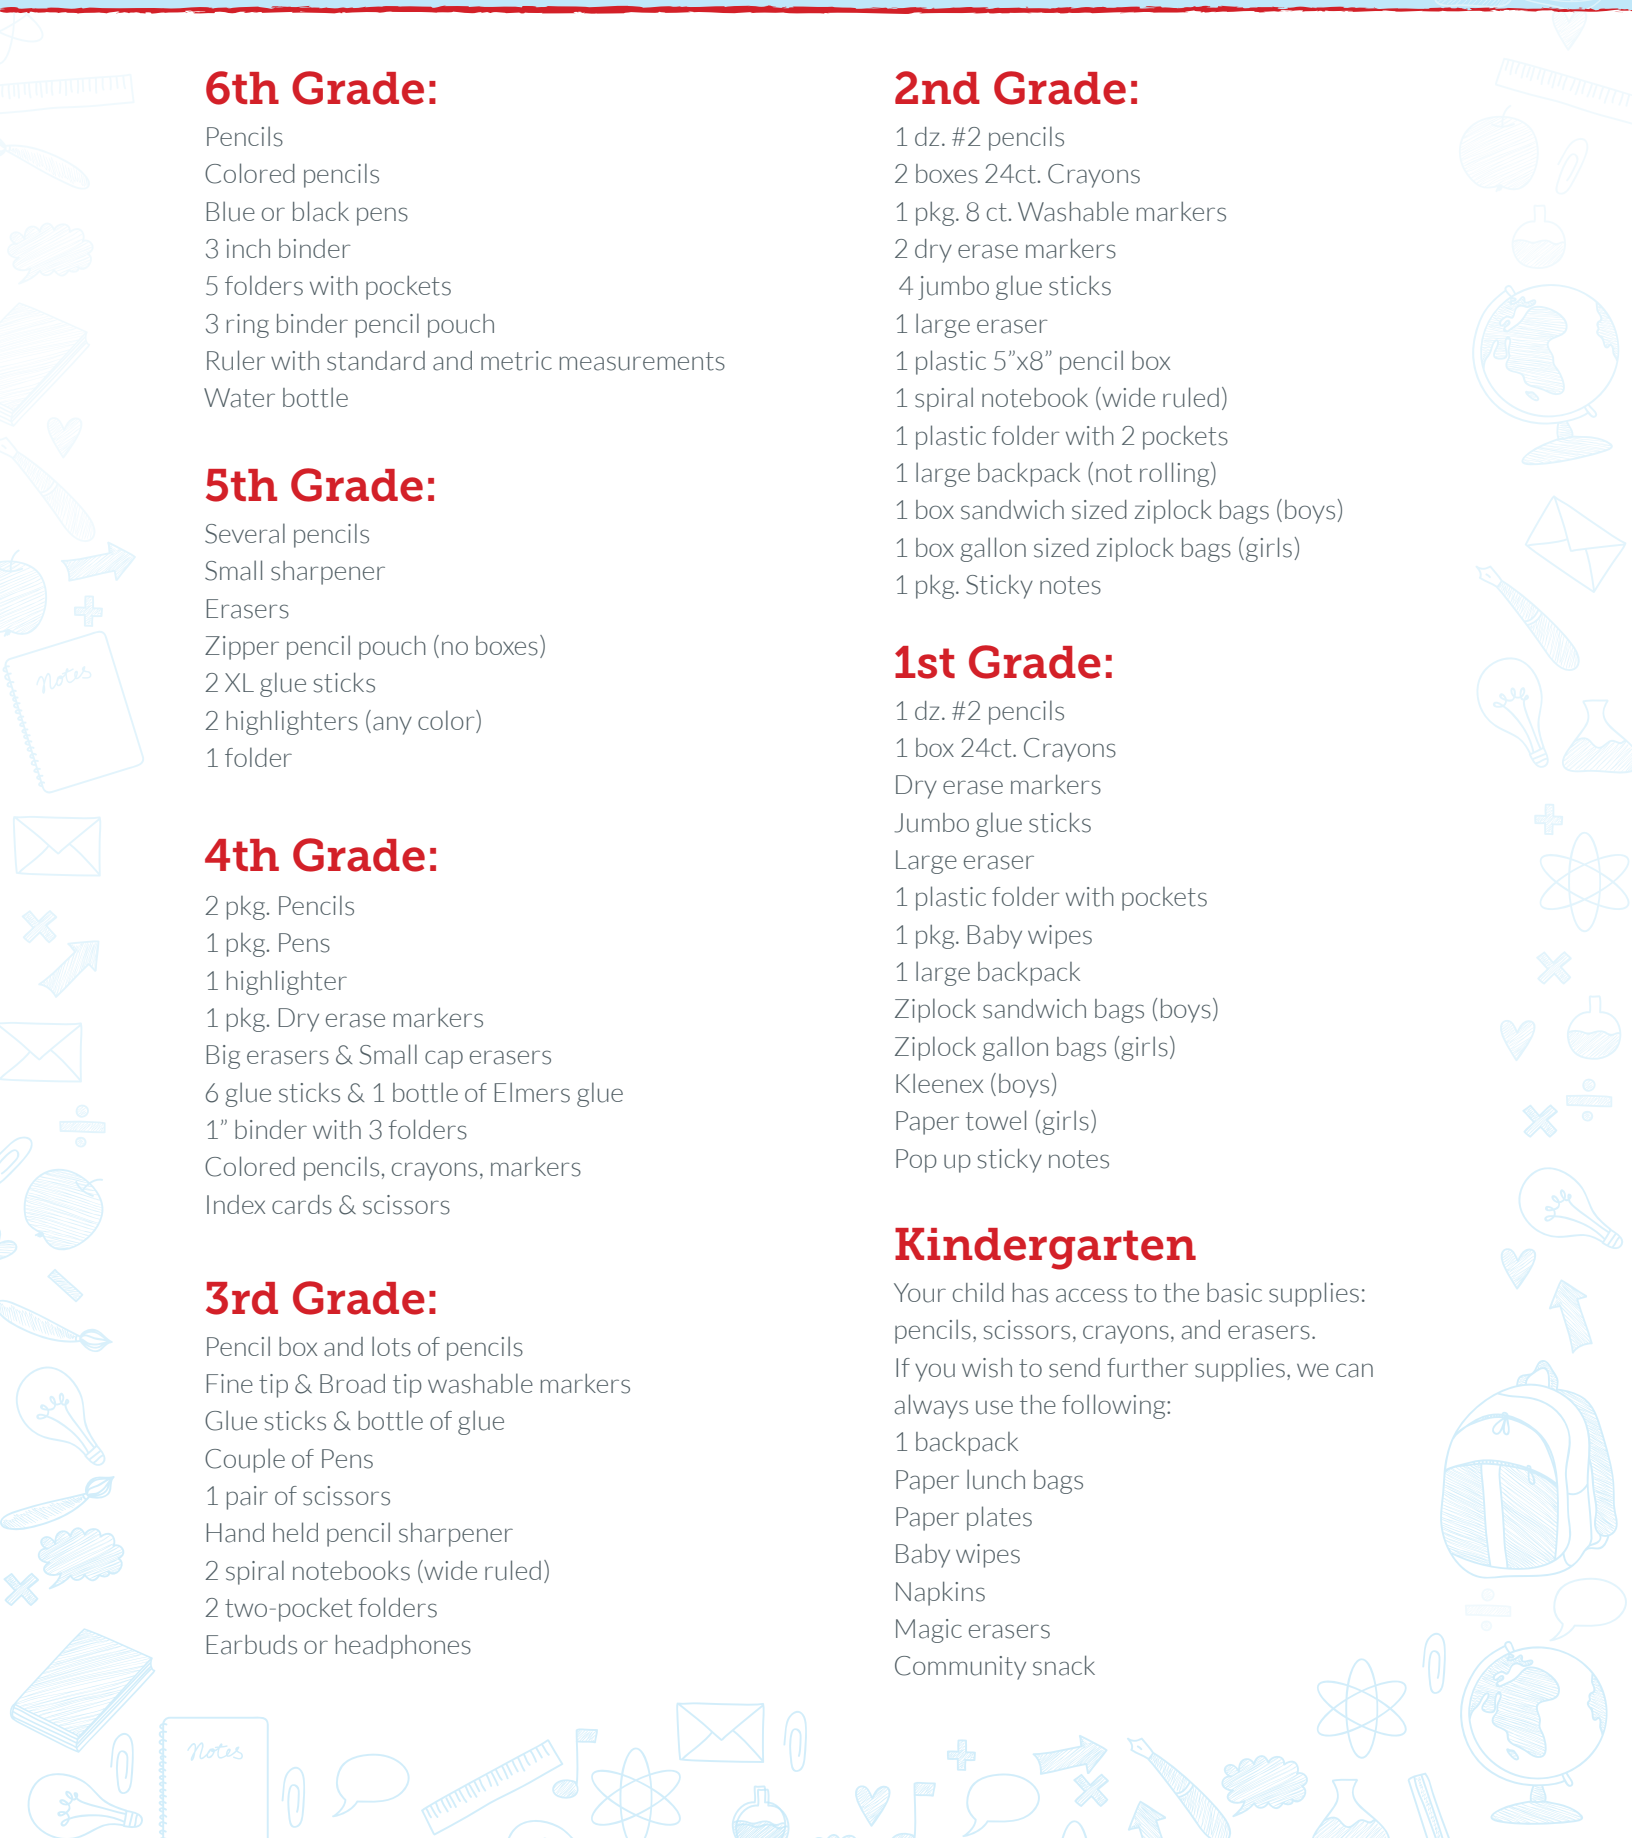 6th Grade:
Pencils
Colored pencils
Blue or black pens
3 inch binder
5 folders with pockets
3 ring binder pencil pouch
Ruler with standard and metric measurements
Water bottle
5th Grade:
Several pencils
Small sharpener
Erasers
Zipper pencil pouch (no boxes)
2 XL glue sticks
2 highlighters (any color)
1 folder
4th Grade:
2 pkg. Pencils
1 pkg. Pens
1 highlighter
1 pkg. Dry erase markers
Big erasers & Small cap erasers
6 glue sticks & 1 bottle of Elmers glue
1” binder with 3 folders
Colored pencils, crayons, markers
Index cards & scissors
3rd Grade:
Pencil box and lots of pencils
Fine tip & Broad tip washable markers
Glue sticks & bottle of glue
Couple of Pens
1 pair of scissors
Hand held pencil sharpener
2 spiral notebooks (wide ruled)
2 two-pocket folders
Earbuds or headphones
2nd Grade:
1 dz. #2 pencils
2 boxes 24ct. Crayons
1 pkg. 8 ct. Washable markers
2 dry erase markers
4 jumbo glue sticks
1 large eraser
1 plastic 5”x8” pencil box
1 spiral notebook (wide ruled)
1 plastic folder with 2 pockets
1 large backpack (not rolling)
1 box sandwich sized ziplock bags (boys)
1 box gallon sized ziplock bags (girls)
1 pkg. Sticky notes
1st Grade:
1 dz. #2 pencils
1 box 24ct. Crayons
Dry erase markers
Jumbo glue sticks
Large eraser
1 plastic folder with pockets
1 pkg. Baby wipes
1 large backpack
Ziplock sandwich bags (boys)
Ziplock gallon bags (girls)
Kleenex (boys)
Paper towel (girls)
Pop up sticky notes
Kindergarten
Your child has access to the basic supplies:
pencils, scissors, crayons, and erasers.
If you wish to send further supplies, we can
always use the following:
1 backpack
Paper lunch bags
Paper plates
Baby wipes
Napkins
Magic erasers
Community snack
Notes
Notes